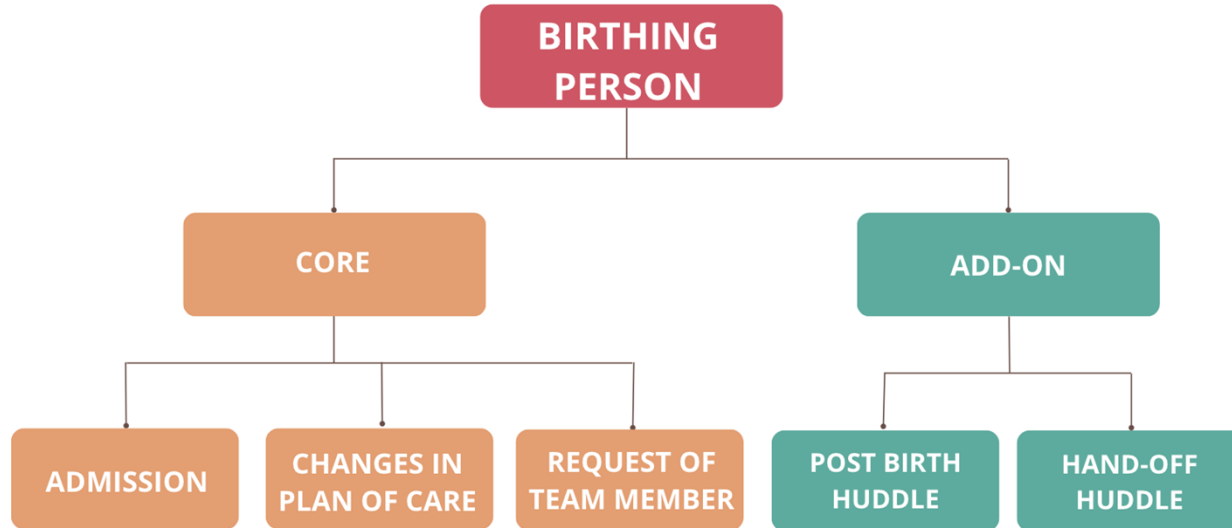 BIRTHING
PERSON
CORE
ADD-ON
ADMISSION
CHANGES IN
PLAN OF CARE
REQUEST OF
TEAM MEMBER
POST BIRTH
HUDDLE
HAND-OFF
HUDDLE